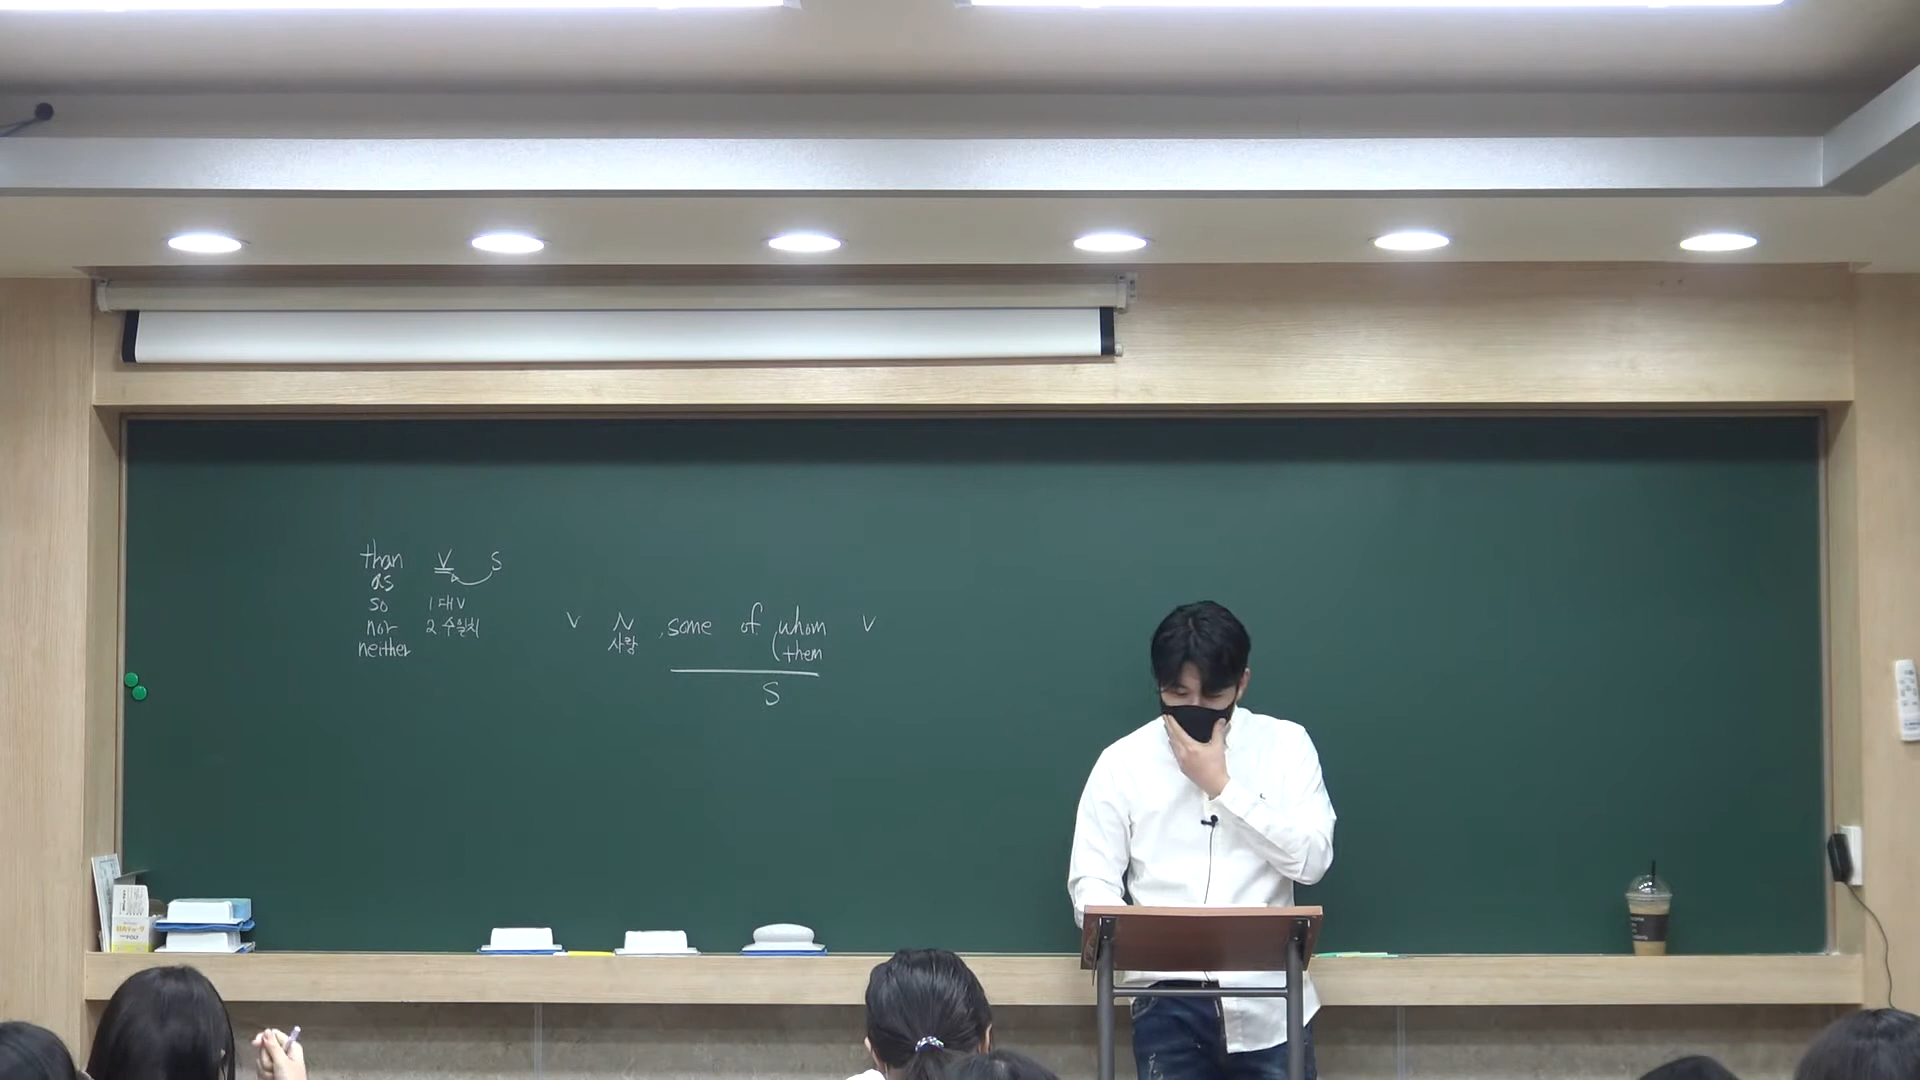 than V S
as
so 1 대V
nor 2 수일치
neither
V N , some of whom V
사람 ( them
S